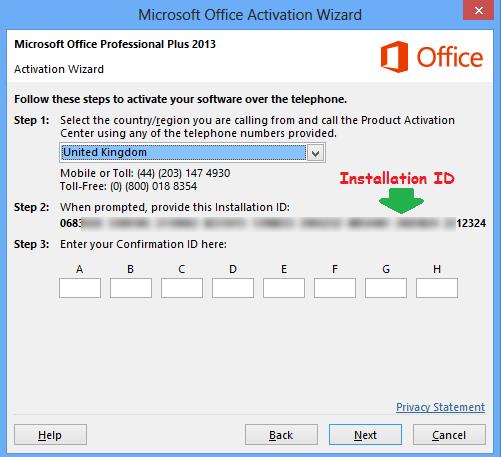 Microsoft Office Activation Wizard
Microsoft Office Professional Plus 2013
Office
Activation Wizard
Follow these steps to activate your software over the telephone.
Step 1: Select the country/region you are calling from and call the Product Activation
Center using any of the telephone numbers provided.
United Kingdom
Mobile or Toll: (44) (203) 147 4930
Toll-Free: (0) (800) 018 8354
Installation ID
Step 2: When prompted, provide this Installation ID:
Step 3: Enter your Confirmation ID here:
A B C D E F G H
Privacy Statement
Help Back Next Cancel